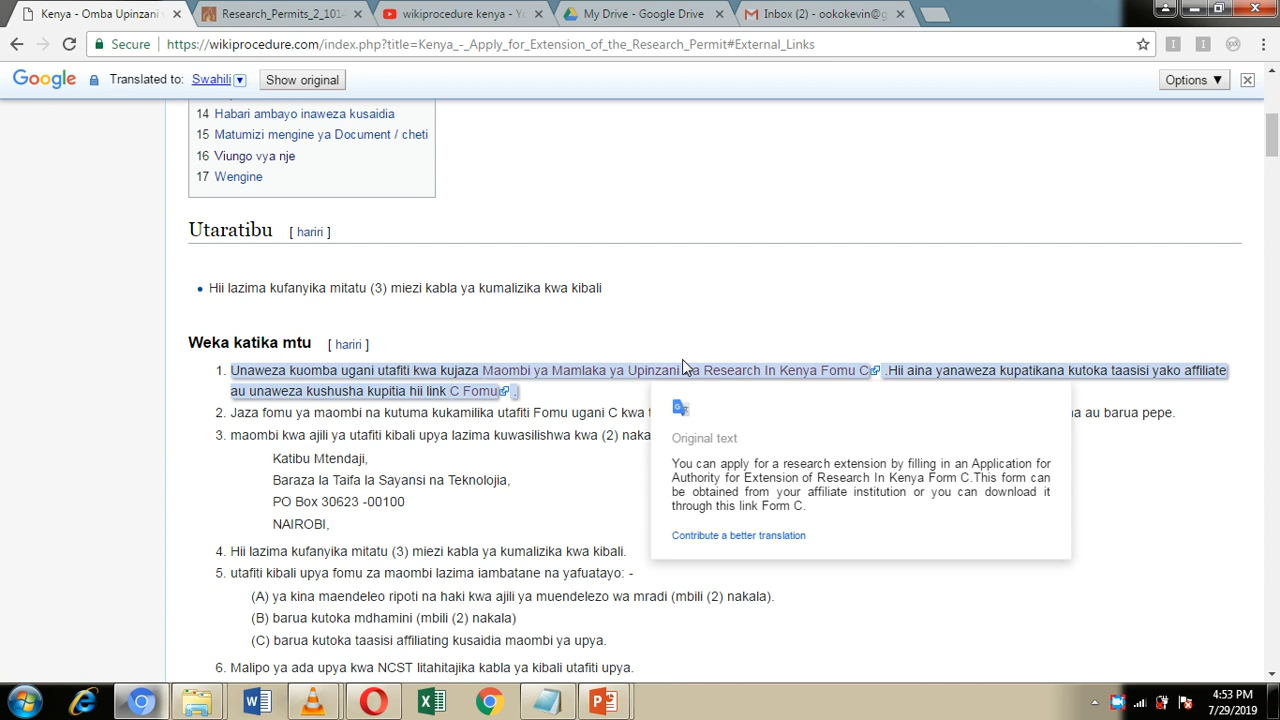 Kenya - Omba Upinzani
Research_Permits_2_101
wikiprocedure kenya - Yo
My Drive - Google Drive
Inbox (2) - ookokevin@g
Secure
https://wikiprocedure.com/index.php?title=Kenya_-_Apply_for_Extension_of_the_Research_Permit#External_Links
Google
Translated to: Swahili
Show original
Options ▼
14 Habari ambayo inaweza kusaidia
15 Matumizi mengine ya Document / cheti
16 Viungo vya nje
17 Wengine
Utaratibu [ hariri ]
• Hii lazima kufanyika mitatu (3) miezi kabla ya kumalizika kwa kibali
Weka katika mtu [ hariri ]
1. Unaweza kuomba ugani utafiti kwa kujaza Maombi ya Mamlaka ya Upinzani ya Research In Kenya Fomu C .Hii aina yanaweza kupatikana kutoka taasisi yako affiliate
au unaweza kushusha kupitia hii link C Fomu .
2. Jaza fomu ya maombi na kutuma kukamilika utafiti Fomu ugani C kwa
na au barua pepe.
3. maombi kwa ajili ya utafiti kibali upya lazima kuwasilishwa kwa (2) naka
Katibu Mtendaji,
Baraza la Taifa la Sayansi na Teknolojia,
PO Box 30623 -00100
NAIROBI,
Original text
You can apply for a research extension by filling in an Application for
Authority for Extension of Research In Kenya Form C.This form can
be obtained from your affiliate institution or you can download it
through this link Form C.
Contribute a better translation
4. Hii lazima kufanyika mitatu (3) miezi kabla ya kumalizika kwa kibali.
5. utafiti kibali upya fomu za maombi lazima iambatane na yafuatayo: -
(A) ya kina maendeleo ripoti na haki kwa ajili ya muendelezo wa mradi (mbili (2) nakala).
(B) barua kutoka mdhamini (mbili (2) nakala)
(C) barua kutoka taasisi affiliating kusaidia maombi ya upya.
6. Malipo ya ada upya kwa NCST litahitajika kabla ya kibali utafiti upya.
4:53 PM
7/29/2019